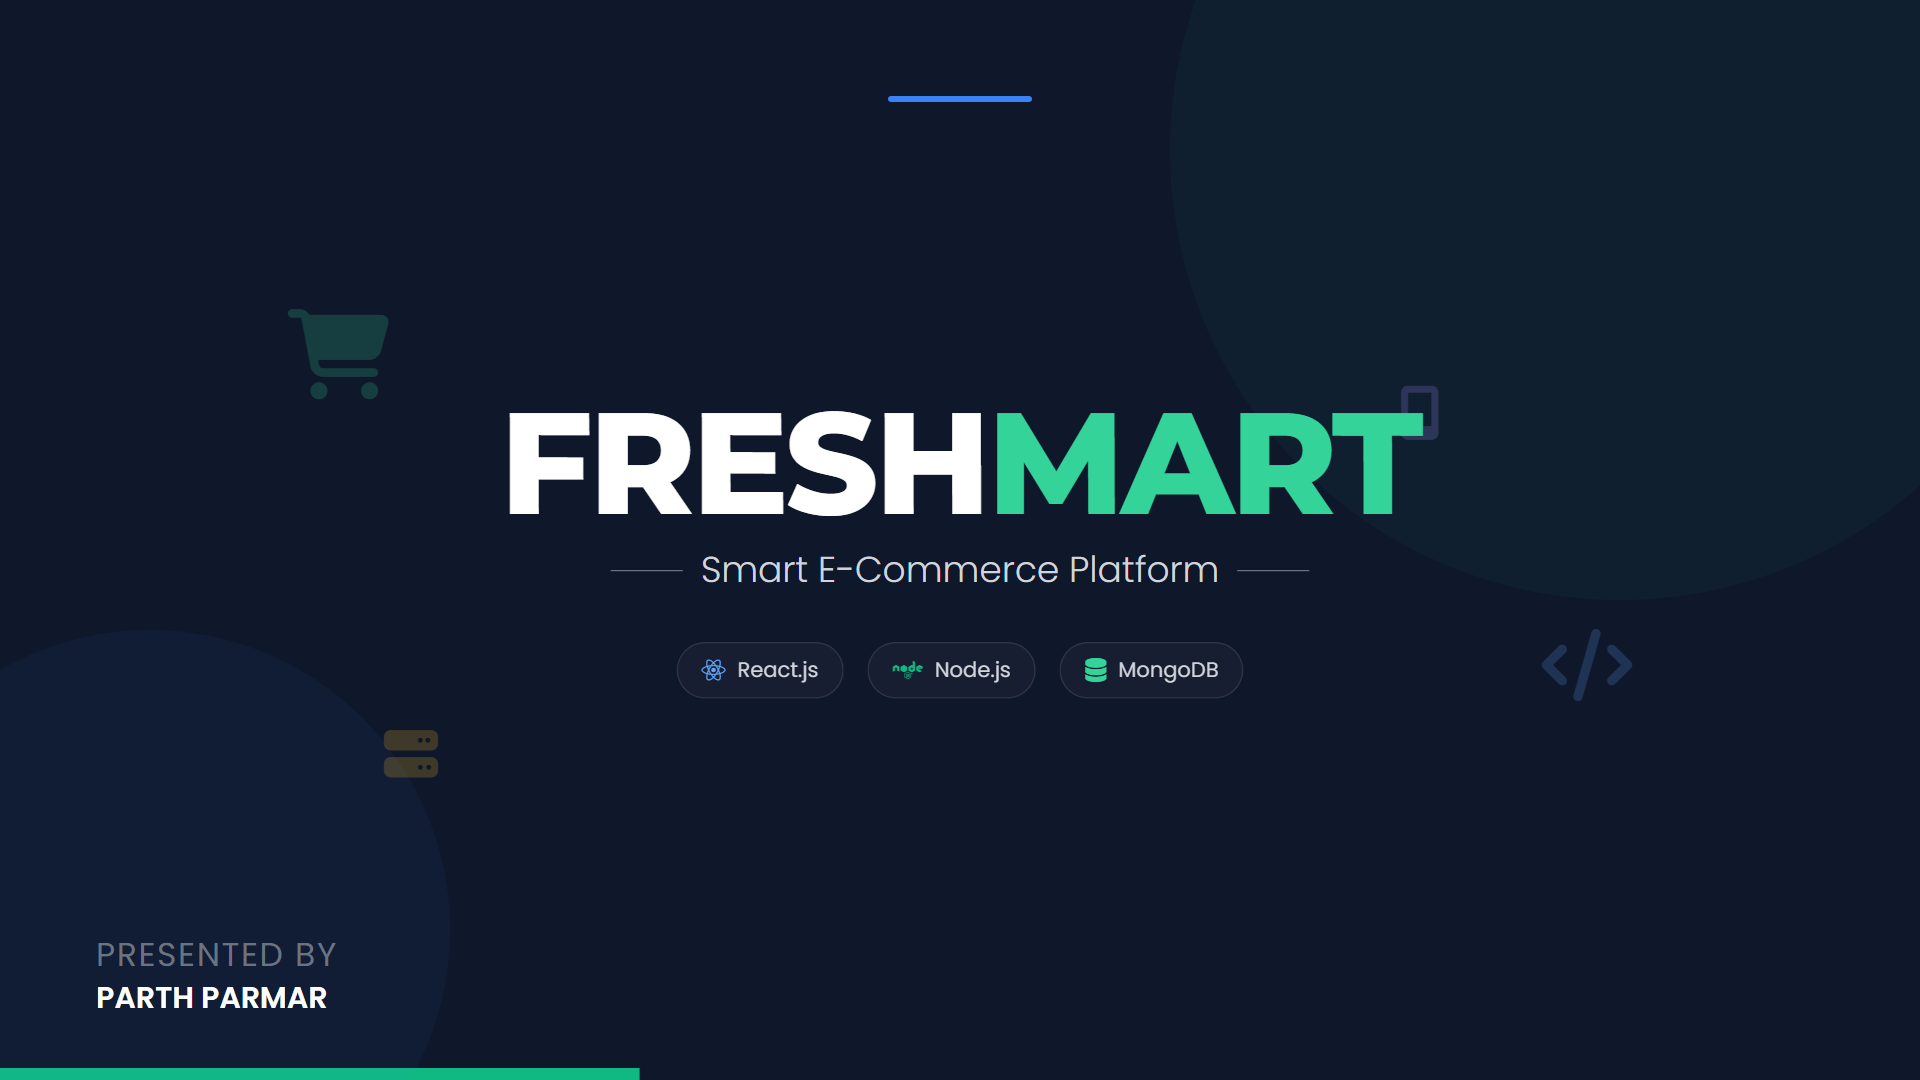 FRESHMART
Smart E-Commerce Platform
React.js
node Node.js
MongoDB
PRESENTED BY
PARTH PARMAR